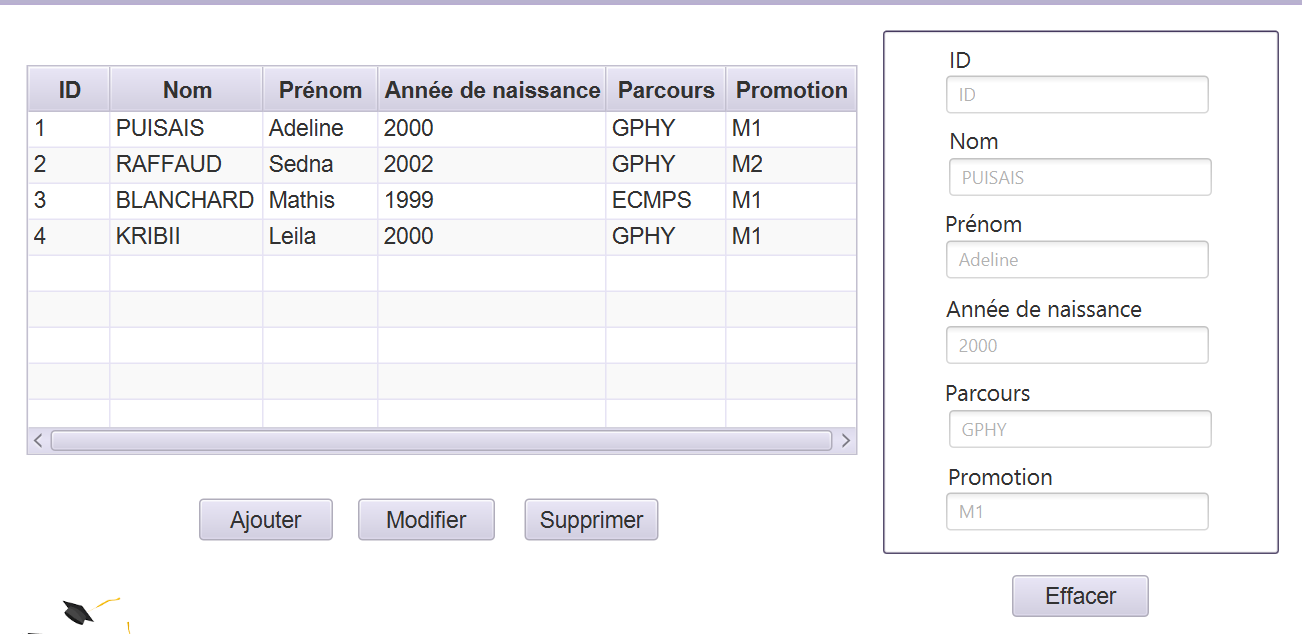 ID Nom Prénom Année de naissance Parcours Promotion
1 PUISAIS Adeline 2000 GPHY M1
2 RAFFAUD Sedna 2002 GPHY M2
3 BLANCHARD Mathis 1999 ECMPS M1
4 KRIBII Leila 2000 GPHY M1
Ajouter Modifier Supprimer
ID
ID
Nom
PUISAIS
Prénom
Adeline
Année de naissance
2000
Parcours
GPHY
Promotion
M1
Effacer